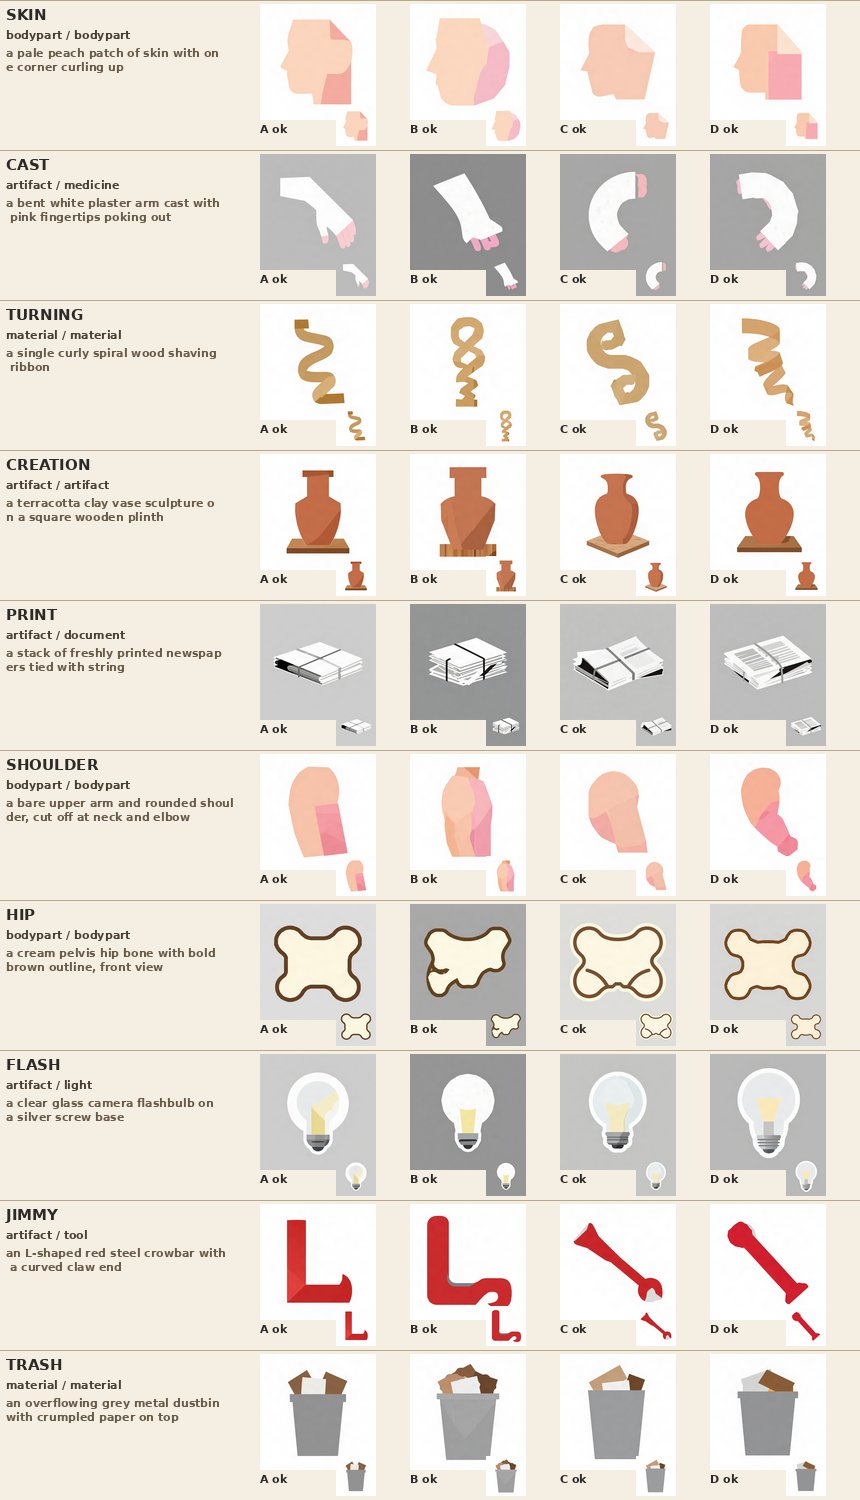 SKIN
bodypart / bodypart
a pale peach patch of skin with on
e corner curling up
A ok
B ok
C ok
D ok
CAST
artifact / medicine
a bent white plaster arm cast with
pink fingertips poking out
A ok
B ok
C ok
D ok
TURNING
material / material
a single curly spiral wood shaving
ribbon
A ok
B ok
C ok
D ok
CREATION
artifact / artifact
a terracotta clay vase sculpture o
n a square wooden plinth
A ok
B ok
C ok
D ok
PRINT
artifact / document
a stack of freshly printed newspap
ers tied with string
A ok
B ok
C ok
D ok
SHOULDER
bodypart / bodypart
a bare upper arm and rounded shoul
der, cut off at neck and elbow
A ok
B ok
C ok
D ok
HIP
bodypart / bodypart
a cream pelvis hip bone with bold
brown outline, front view
A ok
B ok
C ok
D ok
FLASH
artifact / light
a clear glass camera flashbulb on
a silver screw base
A ok
B ok
C ok
D ok
JIMMY
artifact / tool
an L-shaped red steel crowbar with
a curved claw end
A ok
B ok
C ok
D ok
TRASH
material / material
an overflowing grey metal dustbin
with crumpled paper on top
A ok
B ok
C ok
D ok